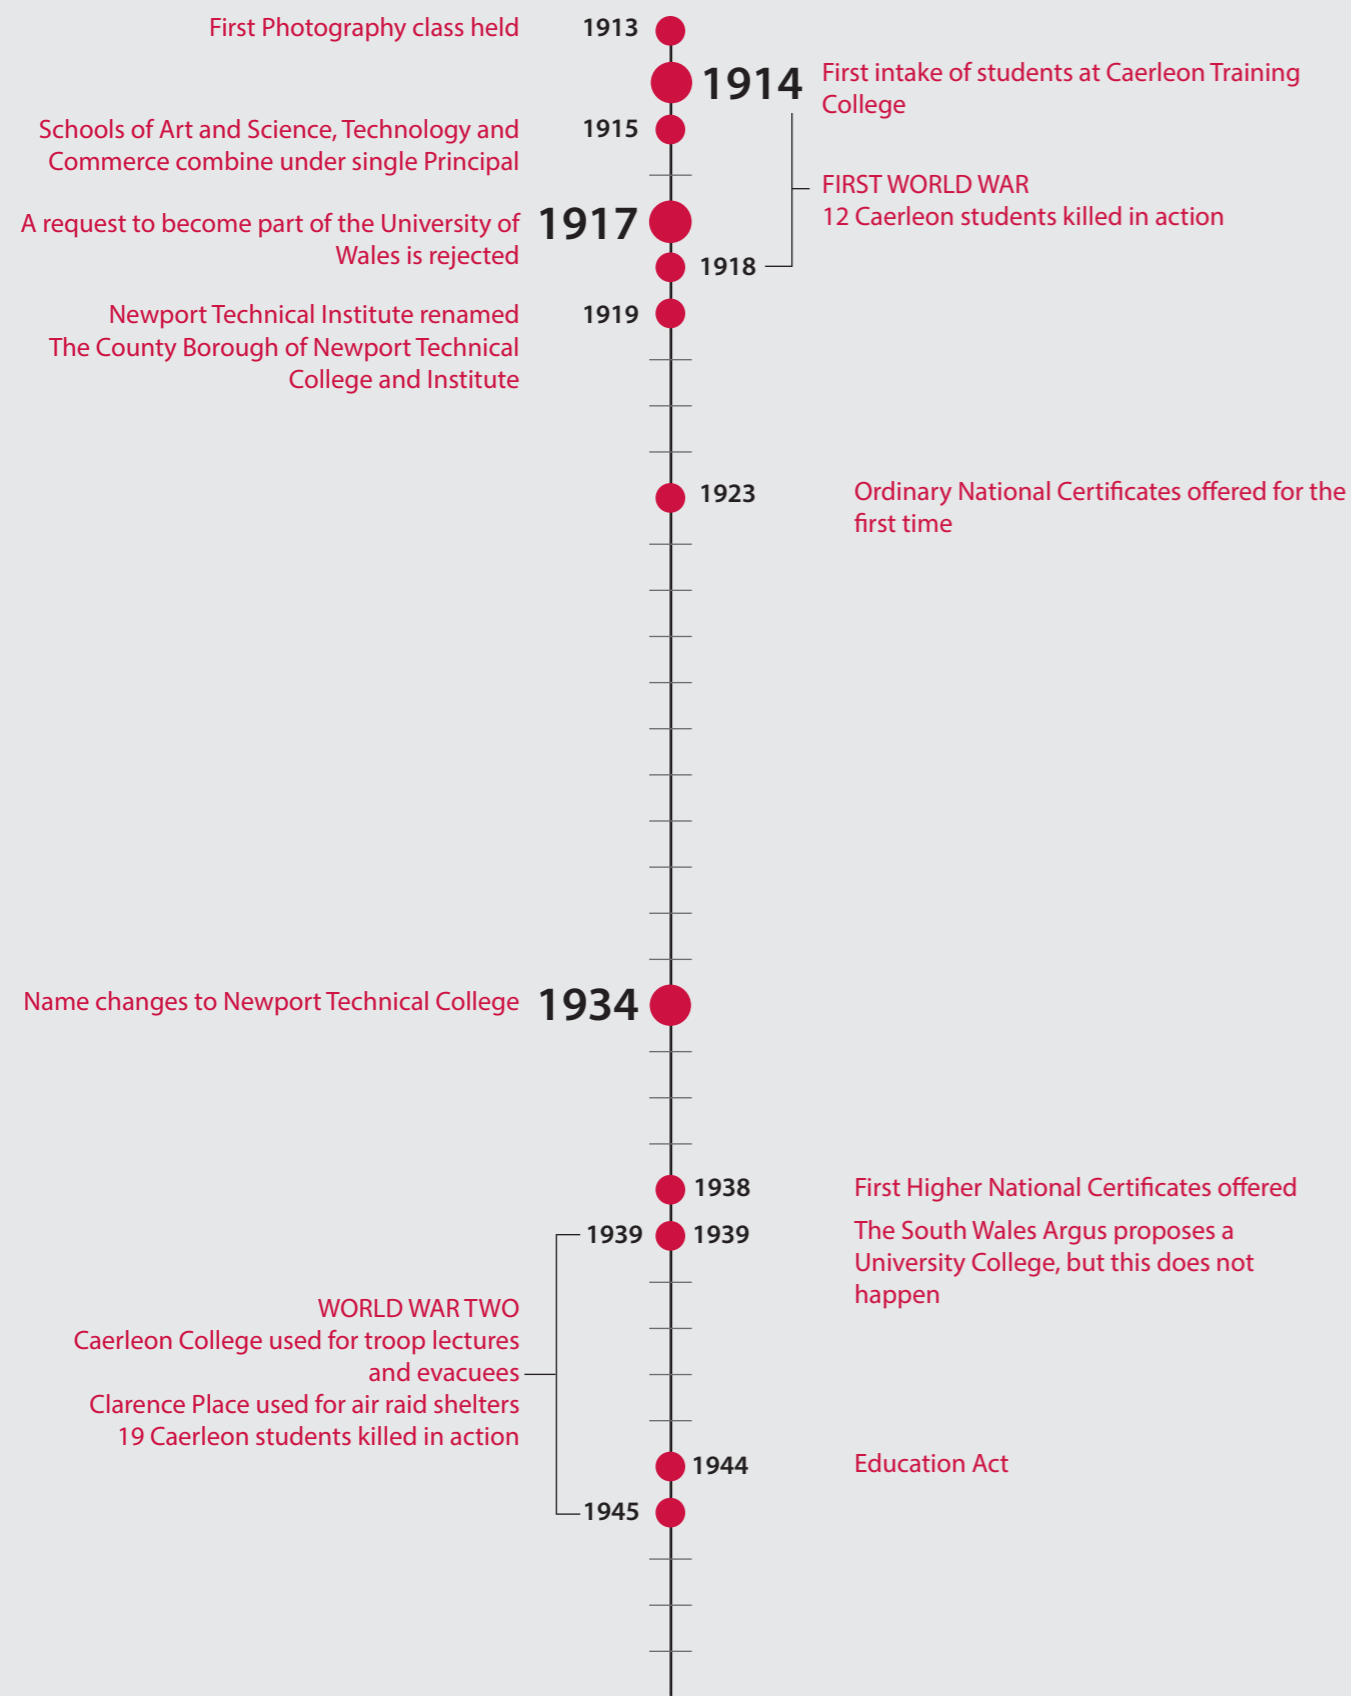 First Photography class held 1913
1914 First intake of students at Caerleon Training
College
Schools of Art and Science, Technology and 1915
Commerce combine under single Principal
FIRST WORLD WAR
12 Caerleon students killed in action
A request to become part of the University of 1917
Wales is rejected
1918
Newport Technical Institute renamed 1919
The County Borough of Newport Technical
College and Institute
1923 Ordinary National Certificates offered for the
first time
Name changes to Newport Technical College 1934
1938 First Higher National Certificates offered
1939 1939 The South Wales Argus proposes a
University College, but this does not
happen
WORLD WAR TWO
Caerleon College used for troop lectures
and evacuees
Clarence Place used for air raid shelters
19 Caerleon students killed in action
1944 Education Act
1945